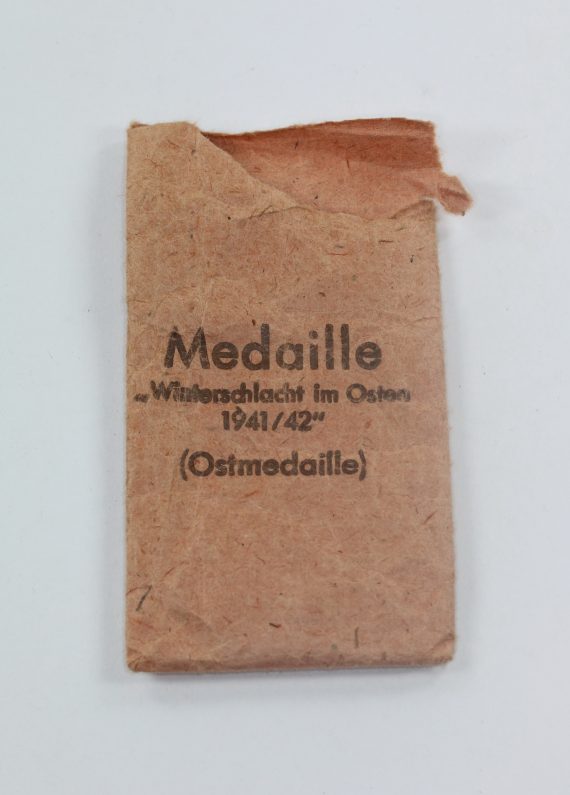 Medaille
„Winterschlacht im Osten
1941/42“
(Ostmedaille)